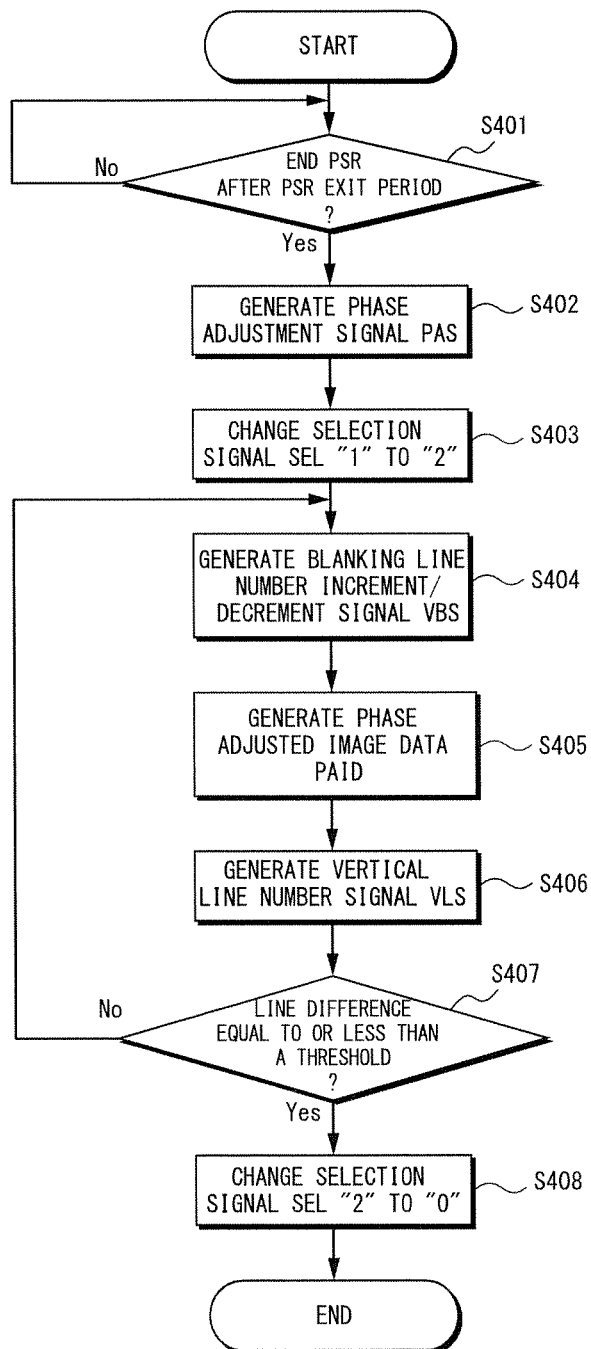 START
S401
END PSR
AFTER PSR EXIT PERIOD
?
No
Yes
GENERATE PHASE
ADJUSTMENT SIGNAL PAS
S402
CHANGE SELECTION
SIGNAL SEL "1" TO "2"
S403
GENERATE BLANKING LINE
NUMBER INCREMENT/
DECREMENT SIGNAL VBS
S404
GENERATE PHASE
ADJUSTED IMAGE DATA
PAID
S405
GENERATE VERTICAL
LINE NUMBER SIGNAL VLS
S406
S407
No
LINE DIFFERENCE
EQUAL TO OR LESS THAN
A THRESHOLD
?
Yes
CHANGE SELECTION
SIGNAL SEL "2" TO "0"
S408
END